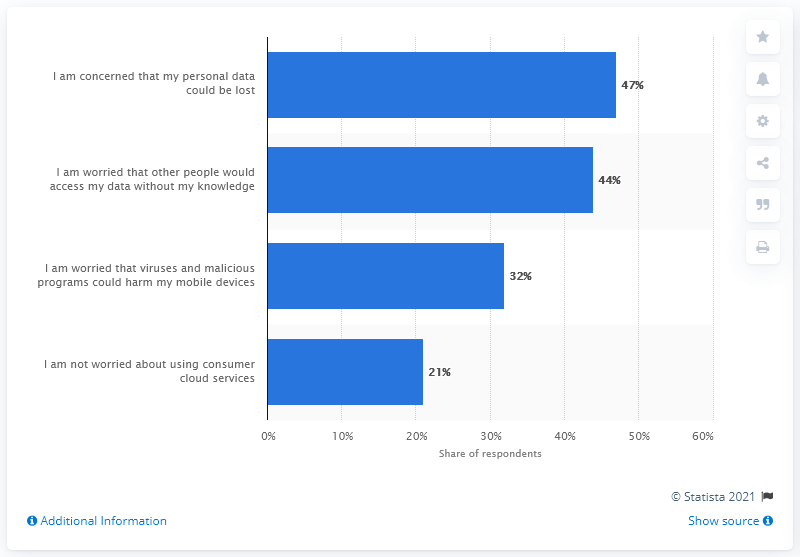 I am concerned that my personal data
could be lost
47%
I am worried that other people would
access my data without my knowledge
44%
I am worried that viruses and malicious
programs could harm my mobile devices
32%
I am not worried about using consumer
cloud services
21%
0% 10% 20% 30% 40% 50% 60%
Share of respondents
© Statista 2021
Additional Information
Show source